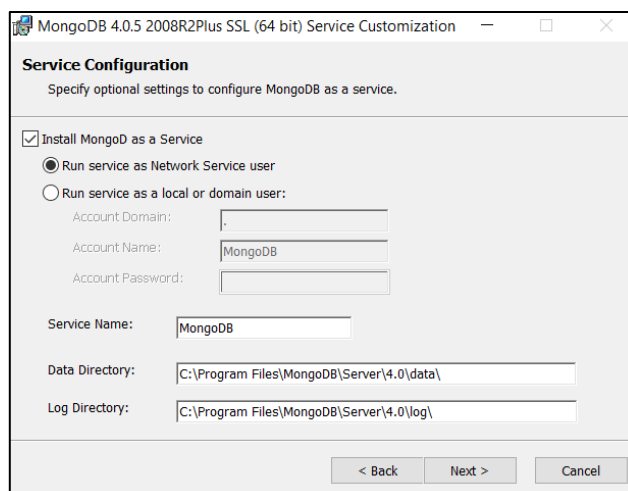 MongoDB 4.0.5 2008R2Plus SSL (64 bit) Service Customization
Service Configuration
Specify optional settings to configure MongoDB as a service.
Install MongoD as a Service
Run service as Network Service user
Run service as a local or domain user:
Account Domain: .
Account Name: MongoDB
Account Password:
Service Name: MongoDB
Data Directory: C:\Program Files\MongoDB\Server\4.0\data\
Log Directory: C:\Program Files\MongoDB\Server\4.0\log\
< Back Next > Cancel